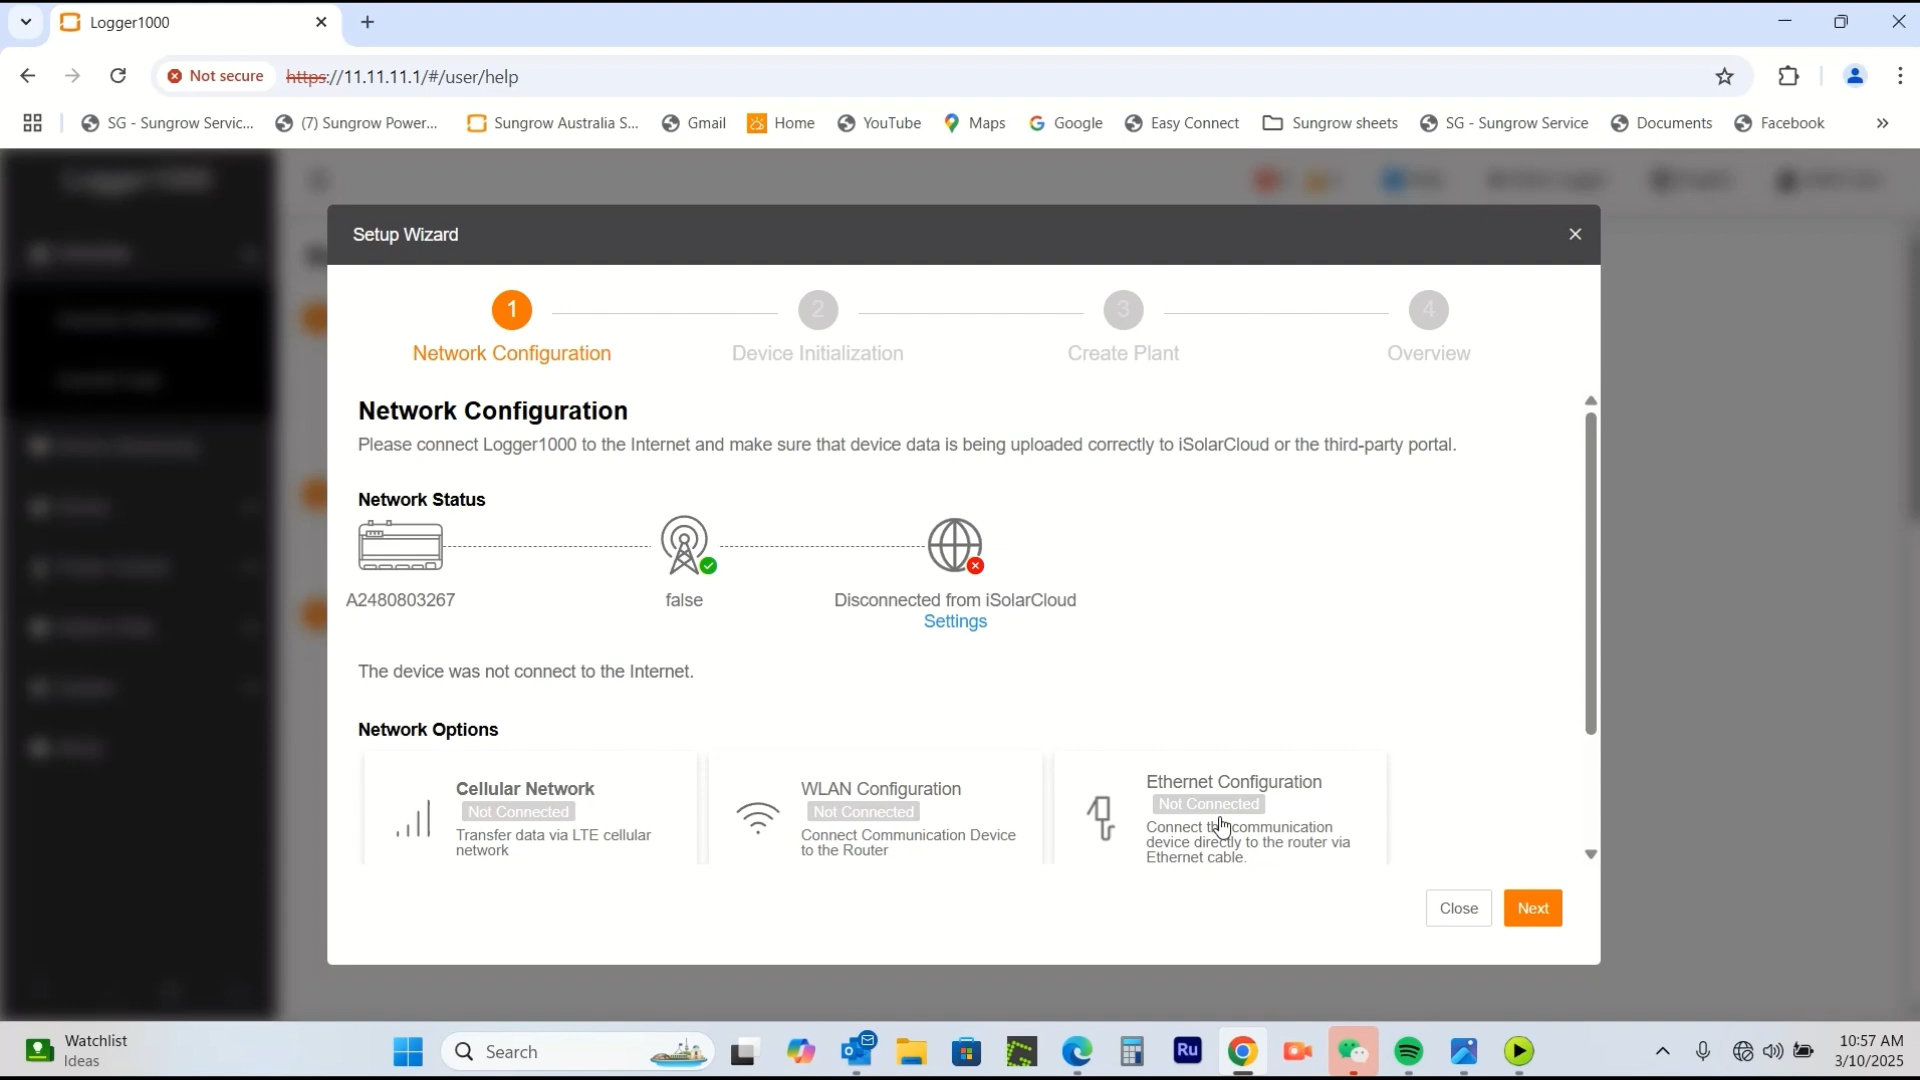 Logger1000
Not secure https://11.11.11.1/#/user/help
SG - Sungrow Servic... (7) Sungrow Power... Sungrow Australia S... Gmail Home YouTube Maps Google Easy Connect Sungrow sheets SG - Sungrow Service Documents Facebook »
Logger1000
Setup Wizard
1 2 3 4
Network Configuration Device Initialization Create Plant Overview
Network Configuration
Please connect Logger1000 to the Internet and make sure that device data is being uploaded correctly to iSolarCloud or the third-party portal.
Network Status
A2480803267 false Disconnected from iSolarCloud
Settings
The device was not connect to the Internet.
Network Options
Cellular Network
Not Connected
Transfer data via LTE cellular
network
WLAN Configuration
Not Connected
Connect Communication Device
to the Router
Ethernet Configuration
Not Connected
Connect the communication
device directly to the router via
Ethernet cable.
Close Next
Watchlist
Ideas
Search
Ru
10:57 AM
3/10/2025